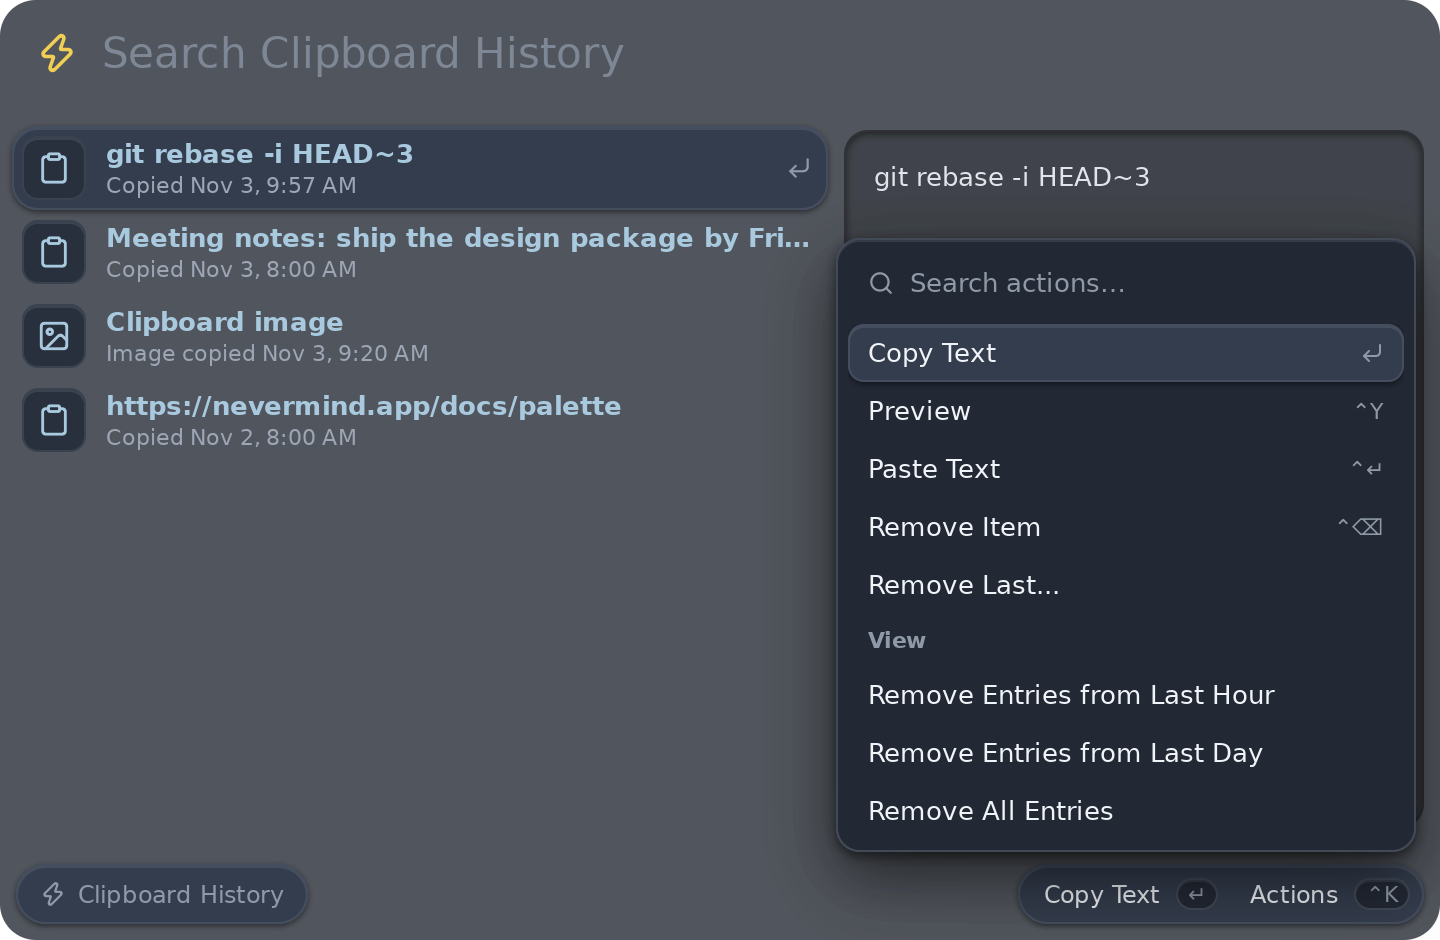 Search Clipboard History
git rebase -i HEAD~3
Copied Nov 3, 9:57 AM
Meeting notes: ship the design package by Fri...
Copied Nov 3, 8:00 AM
Clipboard image
Image copied Nov 3, 9:20 AM
https://nevermind.app/docs/palette
Copied Nov 2, 8:00 AM
git rebase -i HEAD~3
Search actions...
Copy Text ↵
Preview ⌃Y
Paste Text ⌃↵
Remove Item ⌃⌫
Remove Last...
View
Remove Entries from Last Hour
Remove Entries from Last Day
Remove All Entries
Clipboard History
Copy Text ↵ Actions ⌃K